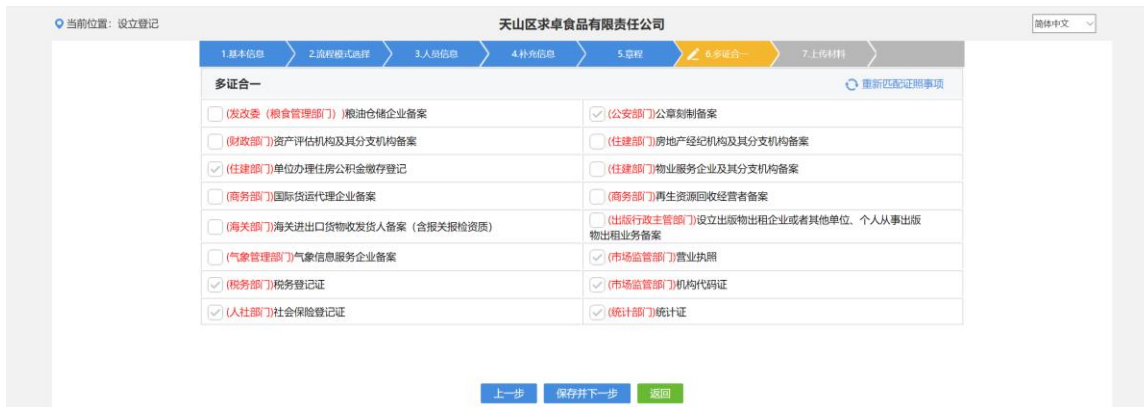 当前位置：设立登记
天山区求卓食品有限责任公司
简体中文
1.基本信息 2.流程模式选择 3.人员信息 4.补充信息 5.章程 6.多证合一 7.上传材料
多证合一
重新匹配证照事项
(发改委（粮食管理部门）)粮油仓储企业备案
(公安部门)公章刻制备案
(财政部门)资产评估机构及其分支机构备案
(住建部门)房地产经纪机构及其分支机构备案
(住建部门)单位办理住房公积金缴存登记
(住建部门)物业服务企业及其分支机构备案
(商务部门)国际货运代理企业备案
(商务部门)再生资源回收经营者备案
(海关部门)海关进出口货物收发货人备案（含报关报检资质）
(出版行政主管部门)设立出版物出租企业或者其他单位、个人从事出版
物出租业务备案
(气象管理部门)气象信息服务企业备案
(市场监管部门)营业执照
(税务部门)税务登记证
(市场监管部门)机构代码证
(人社部门)社会保险登记证
(统计部门)统计证
上一步 保存并下一步 返回